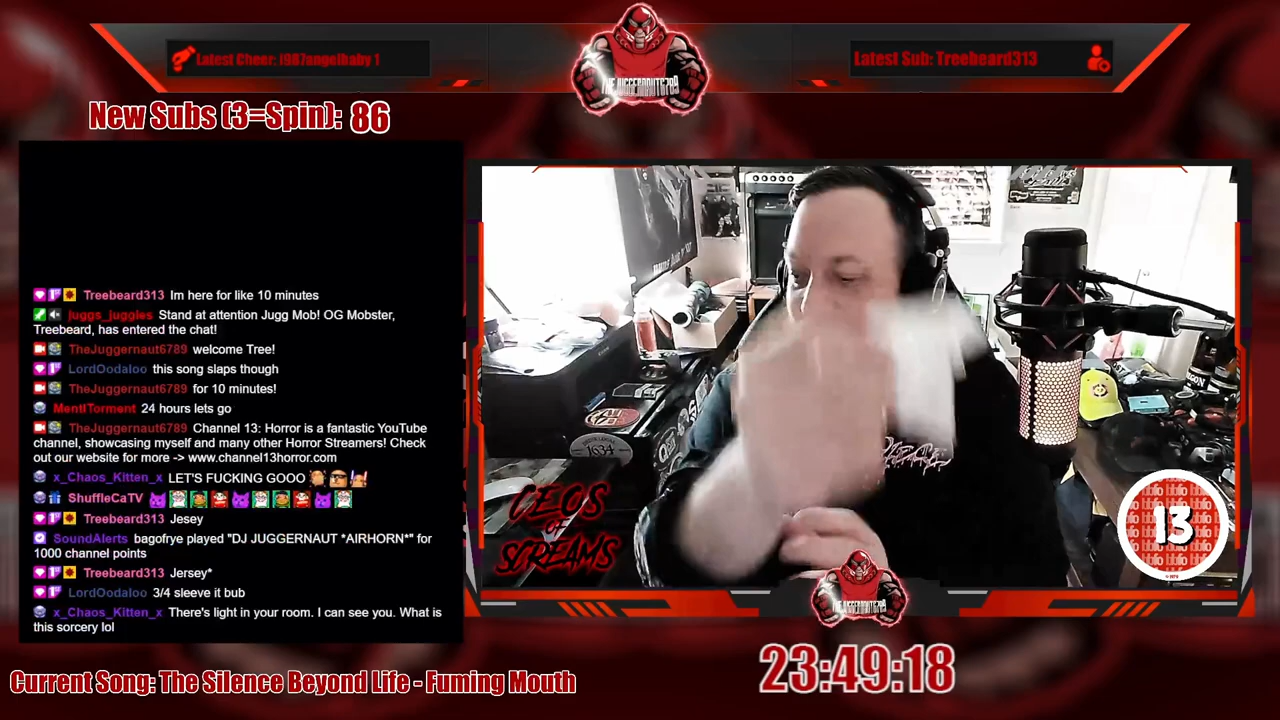 Latest Cheer: i987angelbaby 1
THEJUGGERNAUT6789
Latest Sub: Treebeard313
New Subs (3=Spin): 86
Treebeard313 Im here for like 10 minutes
juggs_juggles Stand at attention Jugg Mob! OG Mobster,
Treebeard, has entered the chat!
TheJuggernaut6789 welcome Tree!
LordOodaloo this song slaps though
TheJuggernaut6789 for 10 minutes!
MentlTorment 24 hours lets go
TheJuggernaut6789 Channel 13: Horror is a fantastic YouTube
channel, showcasing myself and many other Horror Streamers! Check
out our website for more -> www.channel13horror.com
x_Chaos_Kitten_x LET'S FUCKING GOOO
ShuffleCaTV
Treebeard313 Jesey
SoundAlerts bagofrye played "DJ JUGGERNAUT *AIRHORN*" for
1000 channel points
Treebeard313 Jersey*
LordOodaloo 3/4 sleeve it bub
x_Chaos_Kitten_x There's light in your room. I can see you. What is
this sorcery lol
1634
CEOS
OF
SCREAMS
13
THEJUGGERNAUT6789
23:49:18
Current Song: The Silence Beyond Life - Fuming Mouth